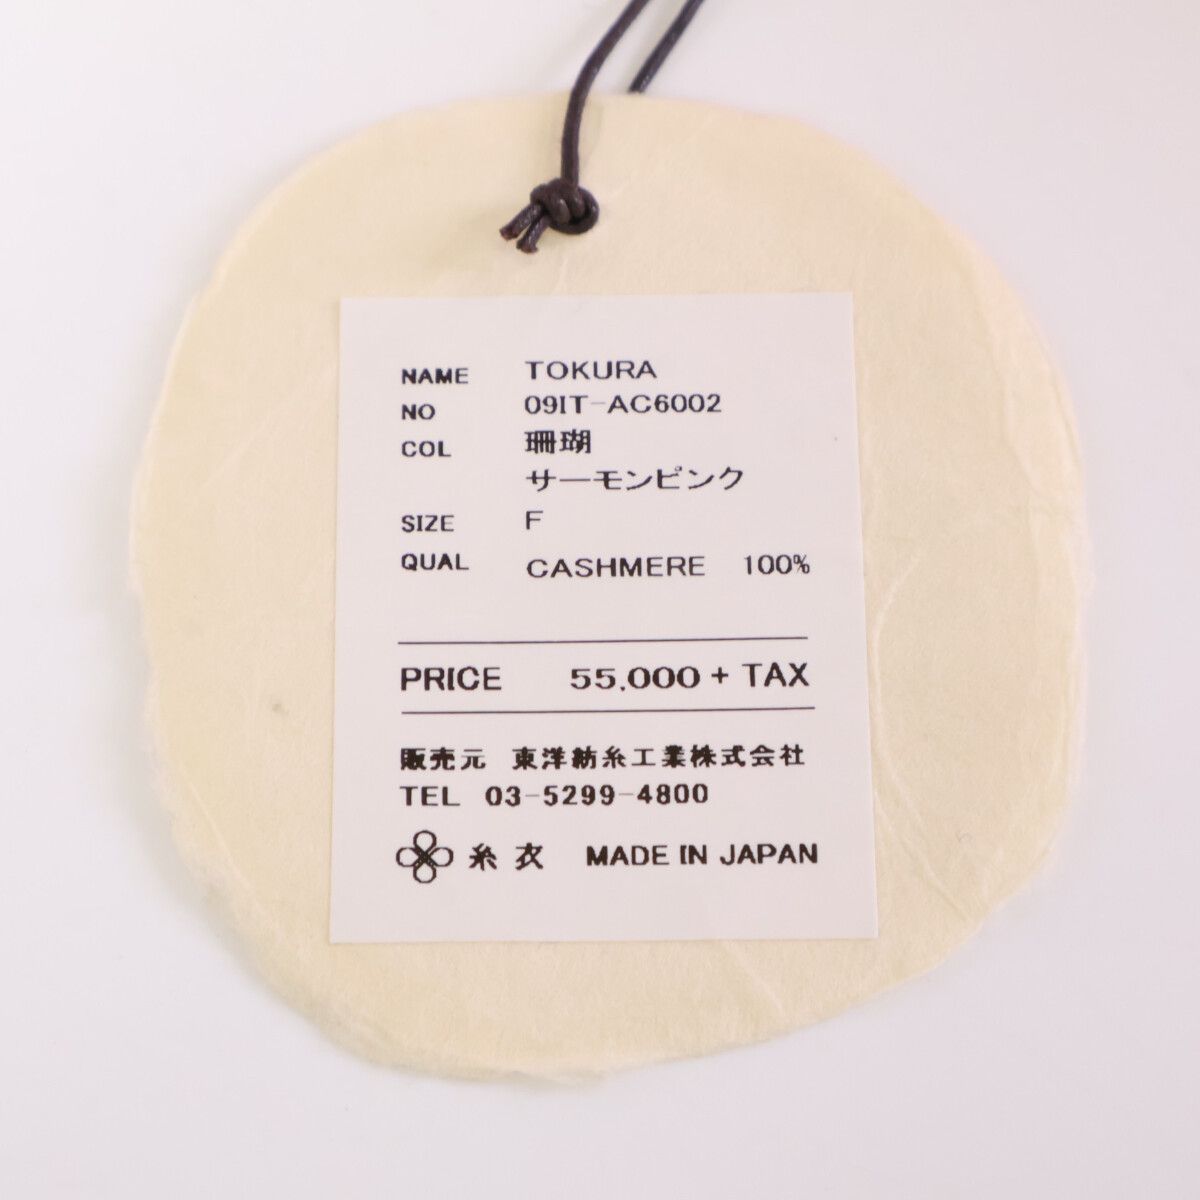 NAME TOKURA
NO 09IT-AC6002
COL 珊瑚
サーモンピンク
SIZE F
QUAL CASHMERE 100%
PRICE 55,000 + TAX
販売元 東洋紡糸工業株式会社
TEL 03-5299-4800
糸衣 MADE IN JAPAN